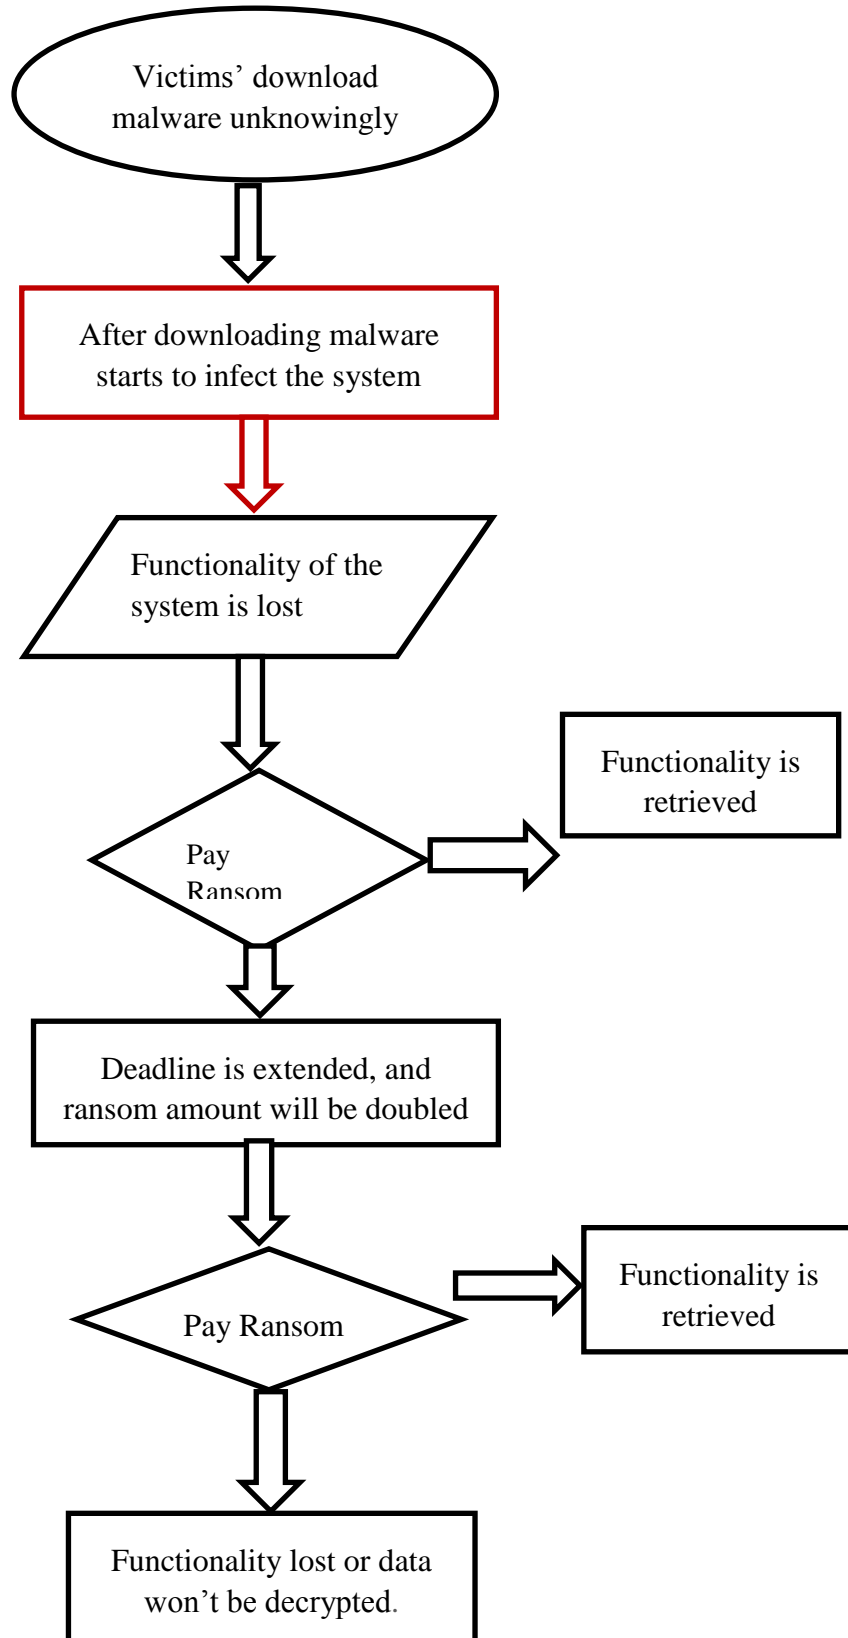 Victims’ download
malware unknowingly
After downloading malware
starts to infect the system
Functionality of the
system is lost
Functionality is
retrieved
Pay
Ransom
Deadline is extended, and
ransom amount will be doubled
Functionality is
retrieved
Pay Ransom
Functionality lost or data
won’t be decrypted.